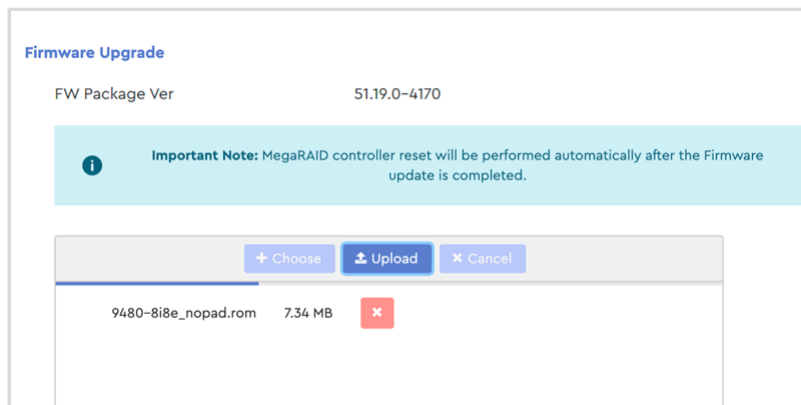 Firmware Upgrade
FW Package Ver 51.19.0-4170
Important Note: MegaRAID controller reset will be performed automatically after the Firmware
update is completed.
+ Choose Upload × Cancel
9480-8i8e_nopad.rom 7.34 MB ×